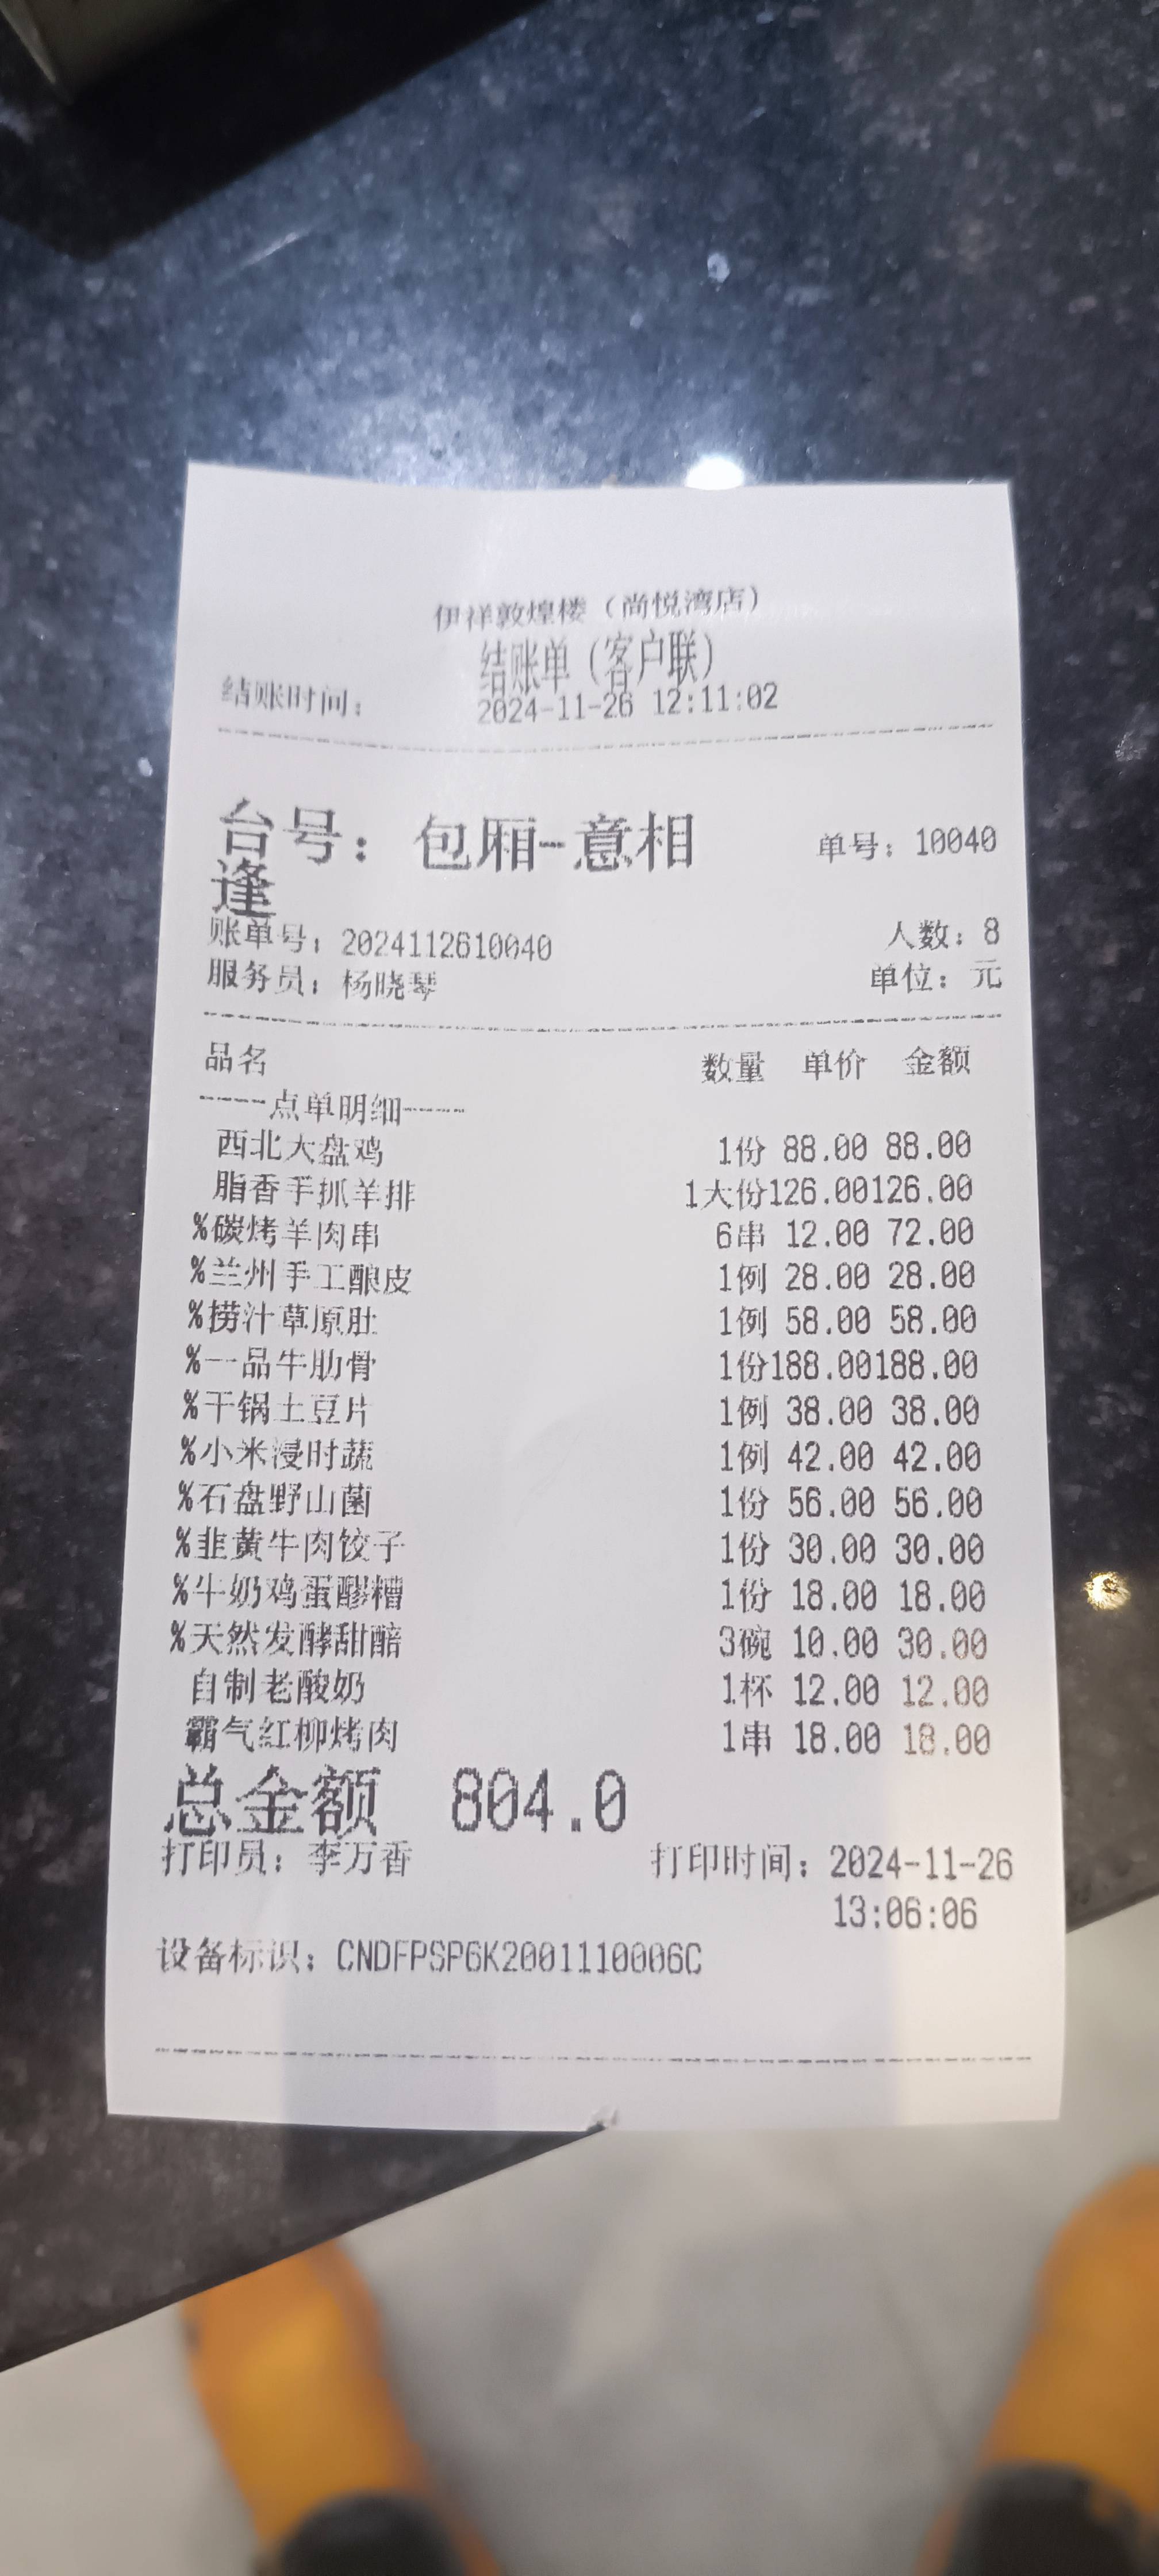 伊祥敦煌楼（尚悦湾店）
结账单（客户联）
结账时间： 2024-11-26 12:11:02
台号： 包厢-意相 单号：10040
逢
账单号：2024112610040 人数：8
服务员：杨晓琴 单位：元
品名 数量 单价 金额
----点单明细----
西北大盘鸡 1份 88.00 88.00
脂香手抓羊排 1大份126.00126.00
%碳烤羊肉串 6串 12.00 72.00
%兰州手工酿皮 1例 28.00 28.00
%捞汁草原肚 1例 58.00 58.00
%一品牛肋骨 1份188.00188.00
%干锅土豆片 1例 38.00 38.00
%小米浸时蔬 1例 42.00 42.00
%石盘野山菌 1份 56.00 56.00
%韭黄牛肉饺子 1份 30.00 30.00
%牛奶鸡蛋醪糟 1份 18.00 18.00
%天然发酵甜醅 3碗 10.00 30.00
自制老酸奶 1杯 12.00 12.00
霸气红柳烤肉 1串 18.00 18.00
总金额 804.0
打印员：李万香 打印时间：2024-11-26
13:06:06
设备标识：CNDFPSP6K2001110006C